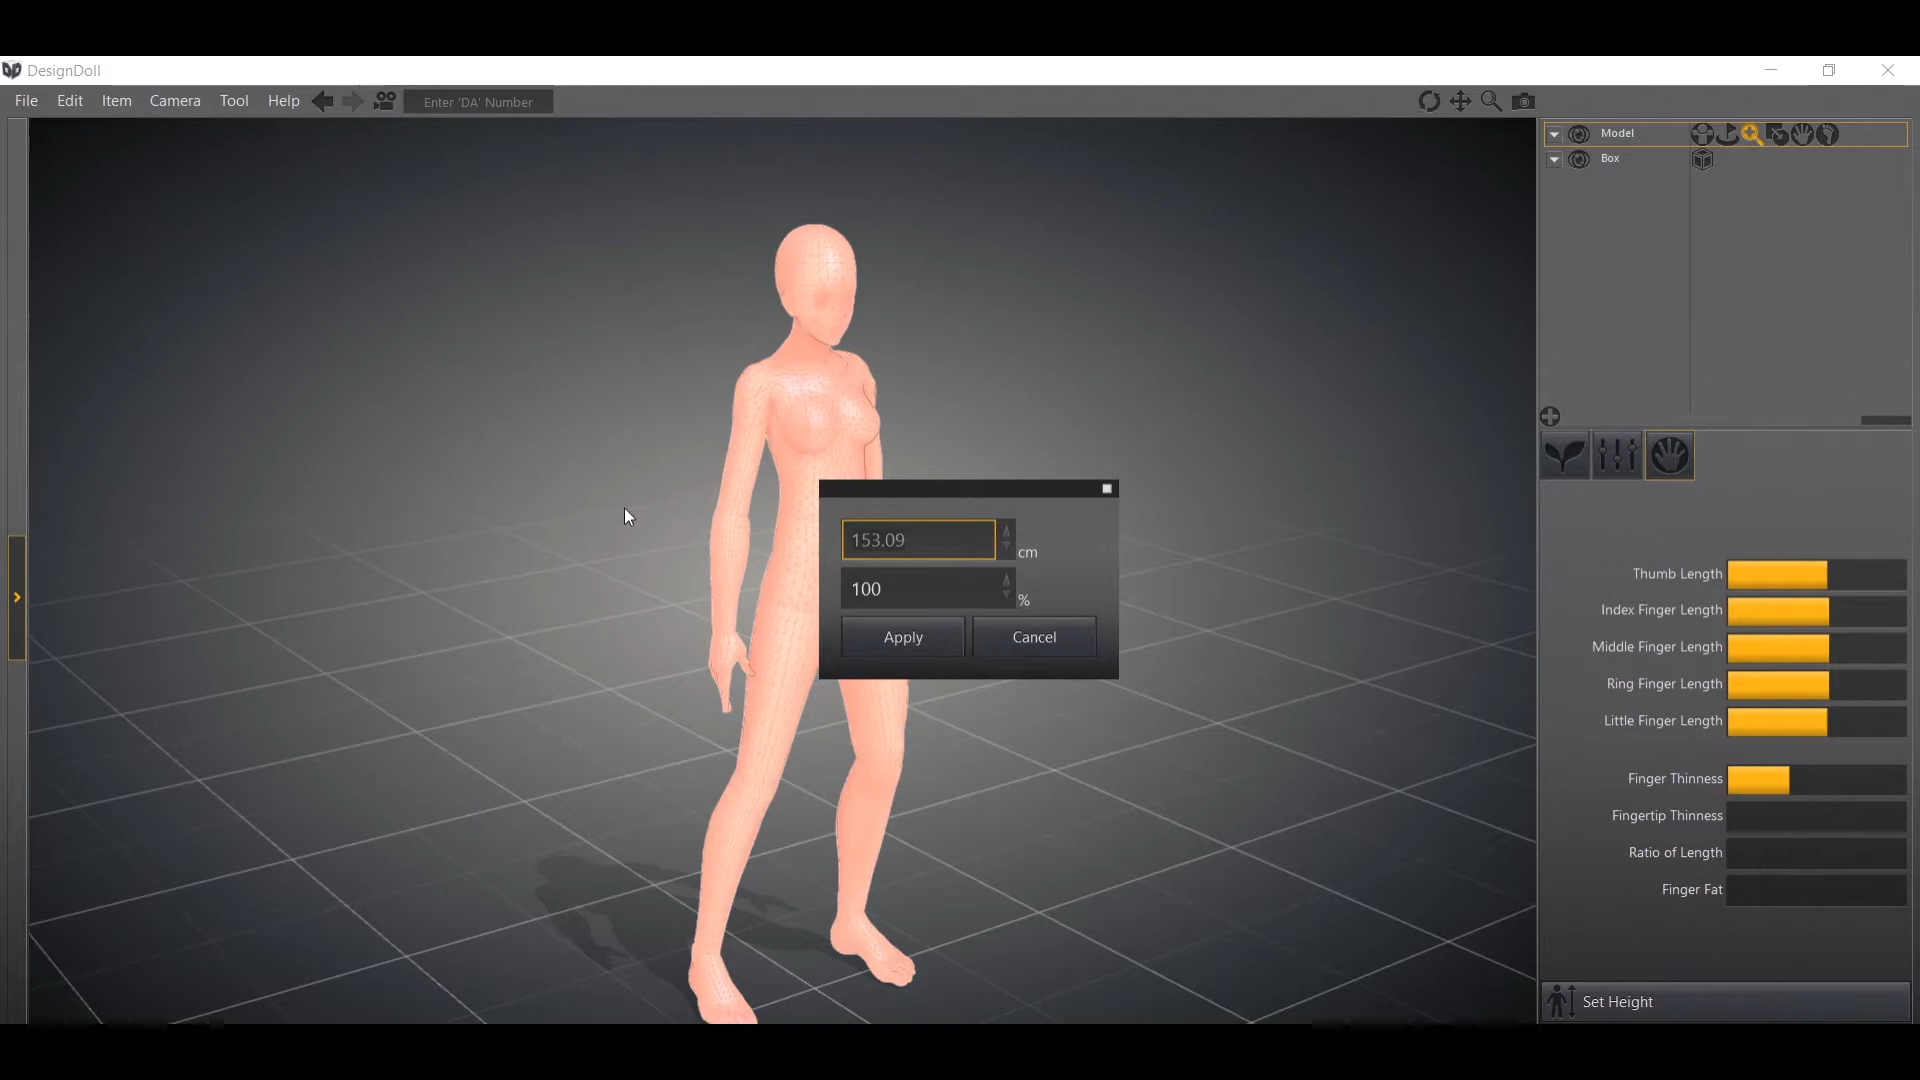 DesignDoll
File Edit Item Camera Tool Help Enter 'DA' Number
Model
Box
153.09 cm
100 %
Apply Cancel
Thumb Length
Index Finger Length
Middle Finger Length
Ring Finger Length
Little Finger Length
Finger Thinness
Fingertip Thinness
Ratio of Length
Finger Fat
Set Height